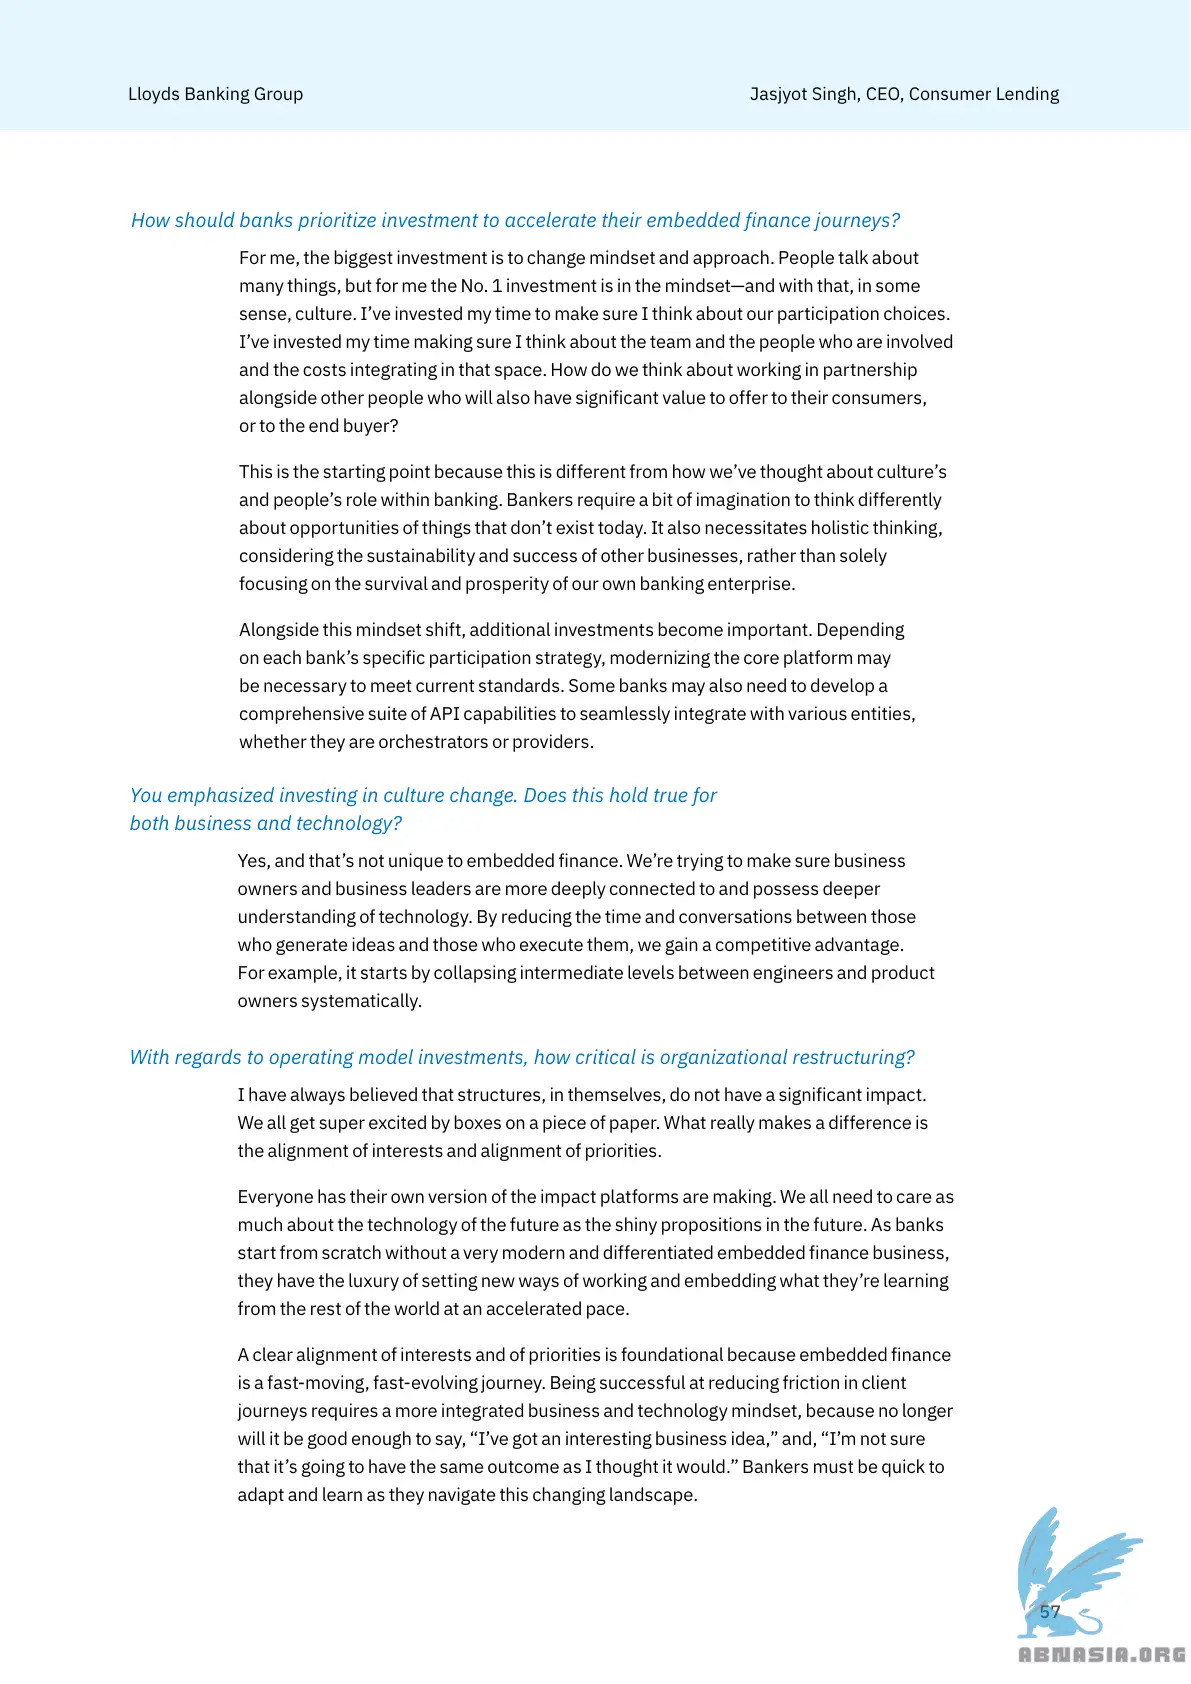 Lloyds Banking Group
Jasjyot Singh, CEO, Consumer Lending
How should banks prioritize investment to accelerate their embedded finance journeys?
For me, the biggest investment is to change mindset and approach. People talk about
many things, but for me the No. 1 investment is in the mindset—and with that, in some
sense, culture. I’ve invested my time to make sure I think about our participation choices.
I’ve invested my time making sure I think about the team and the people who are involved
and the costs integrating in that space. How do we think about working in partnership
alongside other people who will also have significant value to offer to their consumers,
or to the end buyer?
This is the starting point because this is different from how we’ve thought about culture’s
and people’s role within banking. Bankers require a bit of imagination to think differently
about opportunities of things that don’t exist today. It also necessitates holistic thinking,
considering the sustainability and success of other businesses, rather than solely
focusing on the survival and prosperity of our own banking enterprise.
Alongside this mindset shift, additional investments become important. Depending
on each bank’s specific participation strategy, modernizing the core platform may
be necessary to meet current standards. Some banks may also need to develop a
comprehensive suite of API capabilities to seamlessly integrate with various entities,
whether they are orchestrators or providers.
You emphasized investing in culture change. Does this hold true for
both business and technology?
Yes, and that’s not unique to embedded finance. We’re trying to make sure business
owners and business leaders are more deeply connected to and possess deeper
understanding of technology. By reducing the time and conversations between those
who generate ideas and those who execute them, we gain a competitive advantage.
For example, it starts by collapsing intermediate levels between engineers and product
owners systematically.
With regards to operating model investments, how critical is organizational restructuring?
I have always believed that structures, in themselves, do not have a significant impact.
We all get super excited by boxes on a piece of paper. What really makes a difference is
the alignment of interests and alignment of priorities.
Everyone has their own version of the impact platforms are making. We all need to care as
much about the technology of the future as the shiny propositions in the future. As banks
start from scratch without a very modern and differentiated embedded finance business,
they have the luxury of setting new ways of working and embedding what they’re learning
from the rest of the world at an accelerated pace.
A clear alignment of interests and of priorities is foundational because embedded finance
is a fast-moving, fast-evolving journey. Being successful at reducing friction in client
journeys requires a more integrated business and technology mindset, because no longer
will it be good enough to say, “I’ve got an interesting business idea,” and, “I’m not sure
that it’s going to have the same outcome as I thought it would.” Bankers must be quick to
adapt and learn as they navigate this changing landscape.
57
ABNASIA.ORG